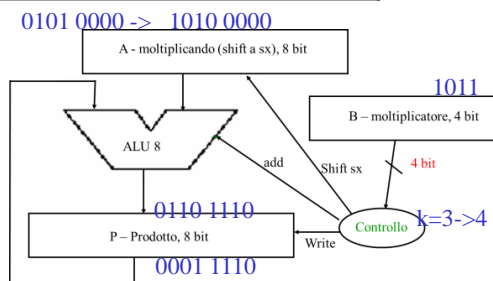 0101 0000 -> 1010 0000
A - moltiplicando (shift a sx), 8 bit
1011
B – moltiplicatore, 4 bit
ALU 8
add
Shift sx
4 bit
0110 1110
Controllo
k=3->4
P – Prodotto, 8 bit
Write
0001 1110